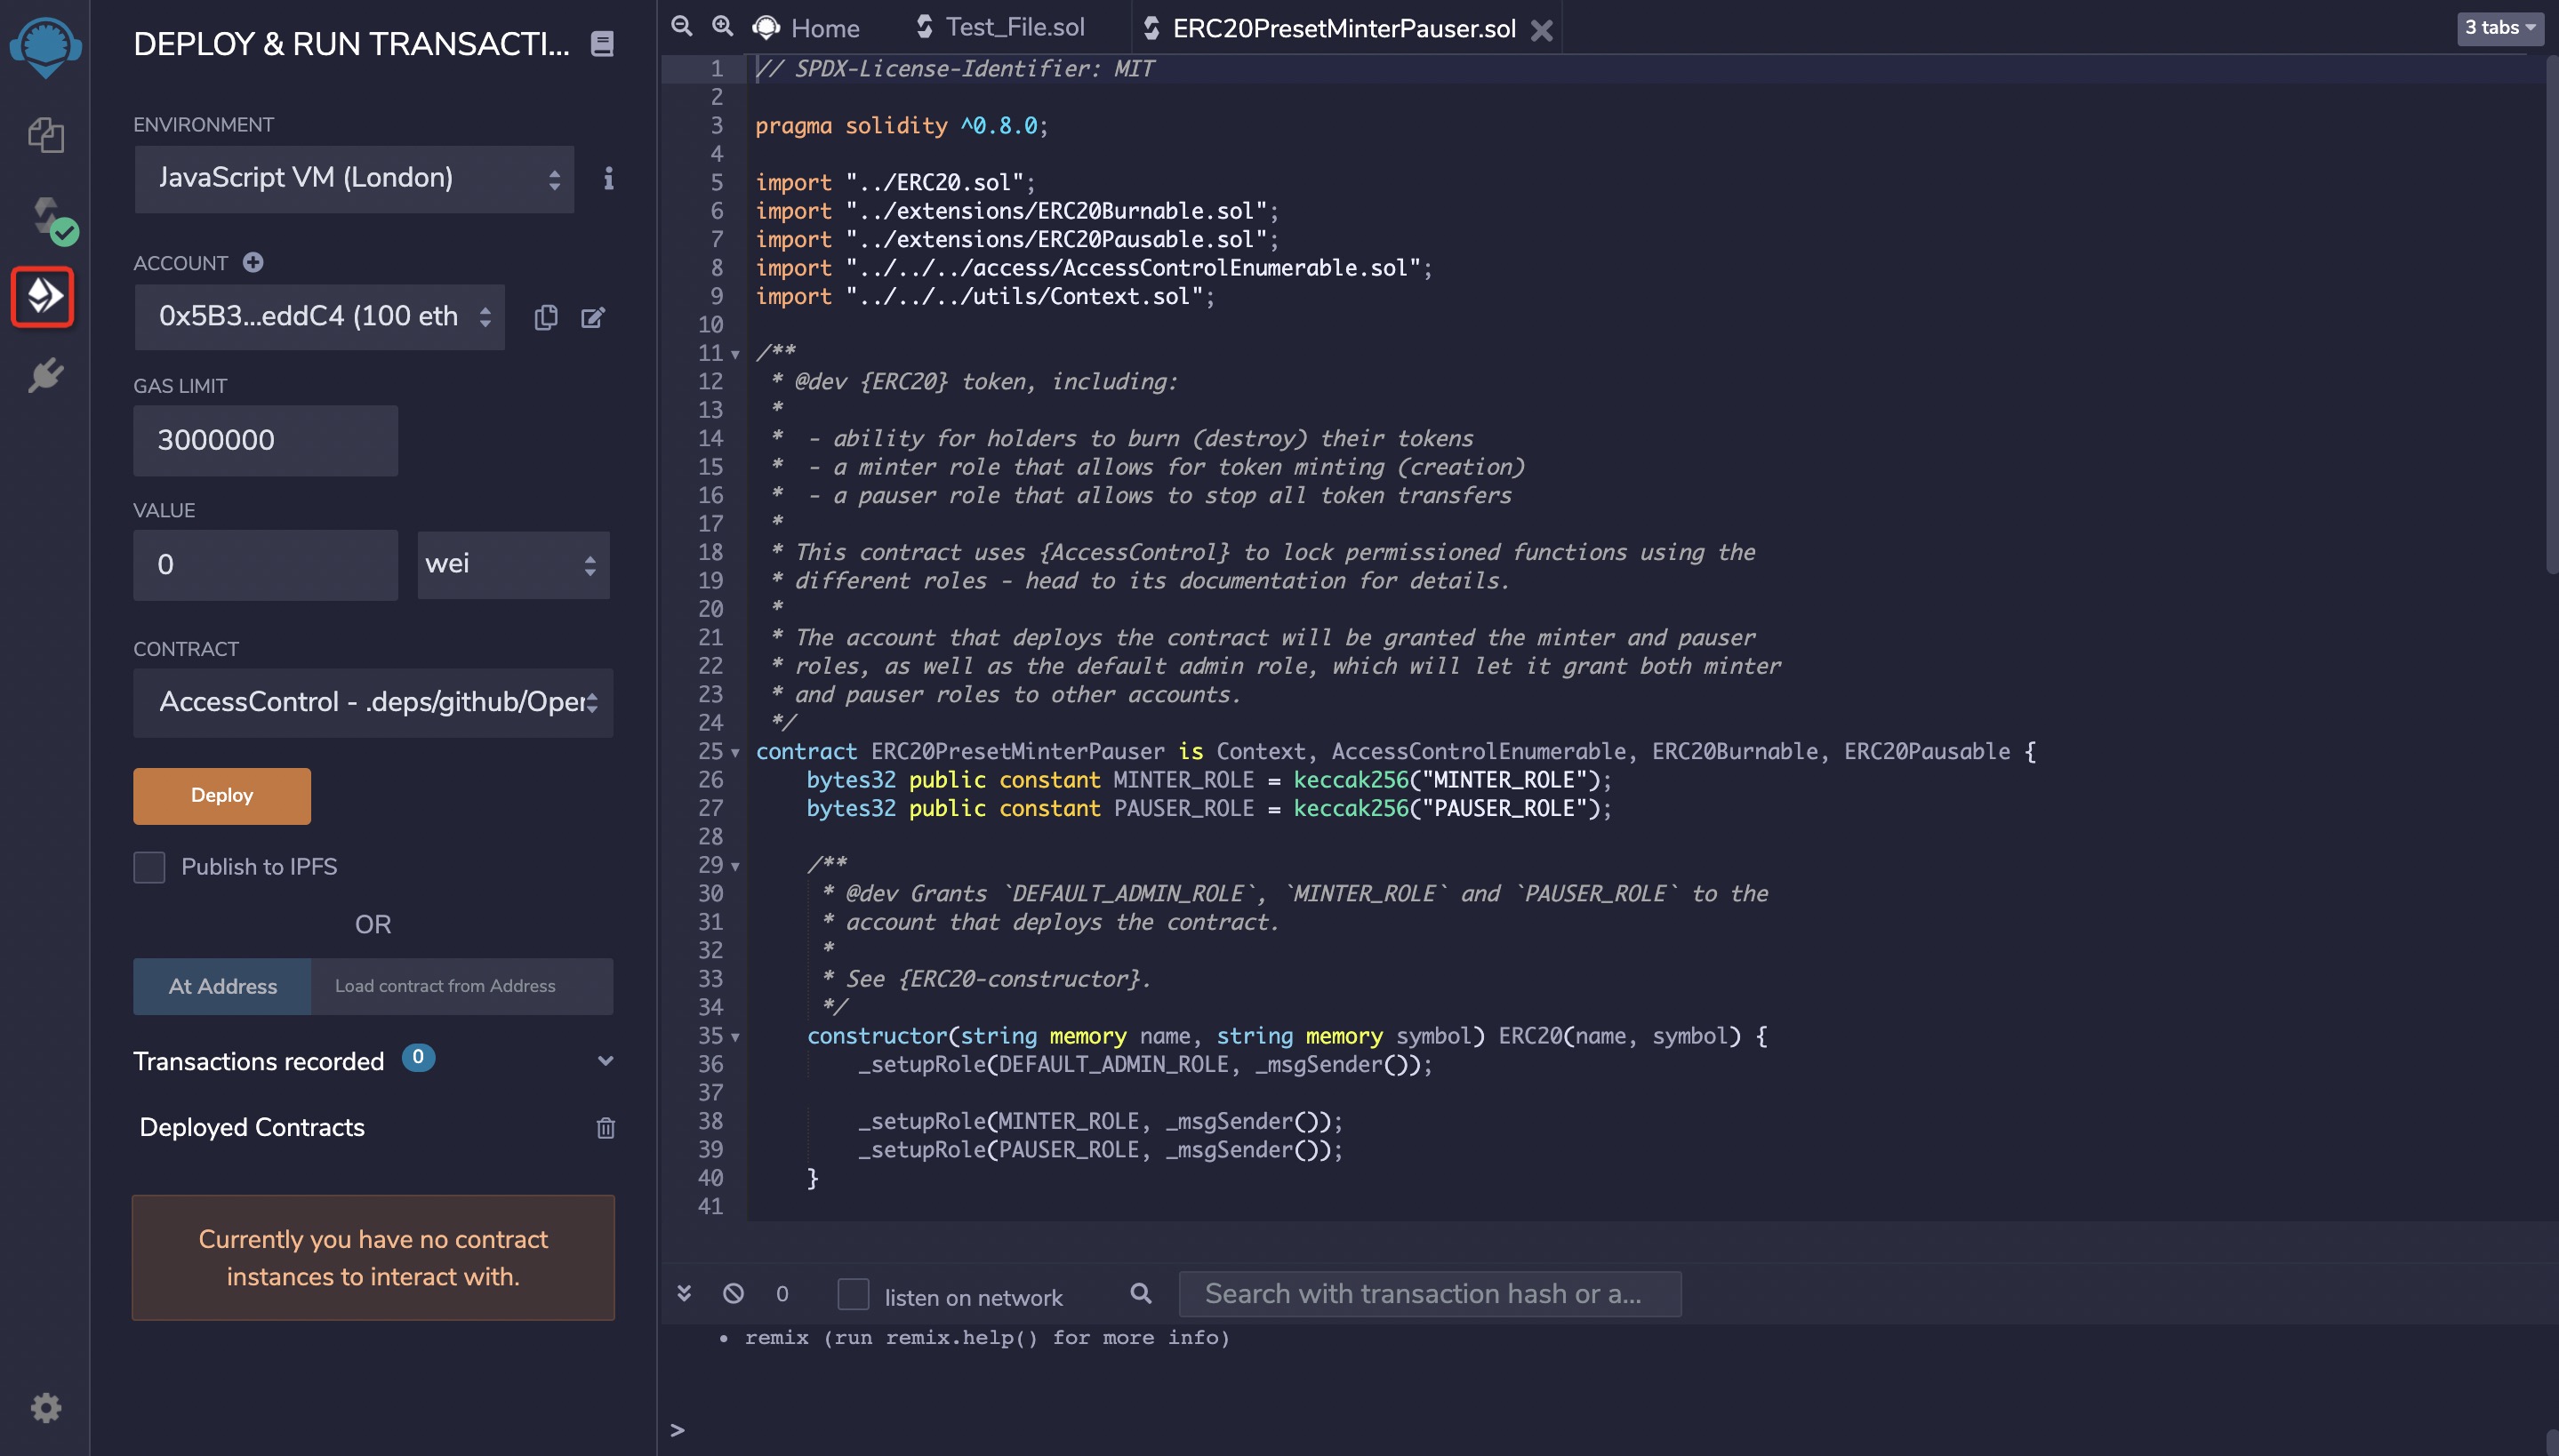 DEPLOY & RUN TRANSACTI...
ENVIRONMENT
JavaScript VM (London)
ACCOUNT
0x5B3...eddC4 (100 eth
GAS LIMIT
3000000
VALUE
0
wei
CONTRACT
AccessControl - .deps/github/Oper
Deploy
Publish to IPFS
OR
At Address
Load contract from Address
Transactions recorded 0
Deployed Contracts
Currently you have no contract
instances to interact with.
Home
Test_File.sol
ERC20PresetMinterPauser.sol
3 tabs
1 // SPDX-License-Identifier: MIT
2
3 pragma solidity ^0.8.0;
4
5 import "../ERC20.sol";
6 import "../extensions/ERC20Burnable.sol";
7 import "../extensions/ERC20Pausable.sol";
8 import "../../../access/AccessControlEnumerable.sol";
9 import "../../../utils/Context.sol";
10
11 /**
12 * @dev {ERC20} token, including:
13 *
14 * - ability for holders to burn (destroy) their tokens
15 * - a minter role that allows for token minting (creation)
16 * - a pauser role that allows to stop all token transfers
17 *
18 * This contract uses {AccessControl} to lock permissioned functions using the
19 * different roles - head to its documentation for details.
20 *
21 * The account that deploys the contract will be granted the minter and pauser
22 * roles, as well as the default admin role, which will let it grant both minter
23 * and pauser roles to other accounts.
24 */
25 contract ERC20PresetMinterPauser is Context, AccessControlEnumerable, ERC20Burnable, ERC20Pausable {
26 bytes32 public constant MINTER_ROLE = keccak256("MINTER_ROLE");
27 bytes32 public constant PAUSER_ROLE = keccak256("PAUSER_ROLE");
28
29 /**
30 * @dev Grants `DEFAULT_ADMIN_ROLE`, `MINTER_ROLE` and `PAUSER_ROLE` to the
31 * account that deploys the contract.
32 *
33 * See {ERC20-constructor}.
34 */
35 constructor(string memory name, string memory symbol) ERC20(name, symbol) {
36 _setupRole(DEFAULT_ADMIN_ROLE, _msgSender());
37
38 _setupRole(MINTER_ROLE, _msgSender());
39 _setupRole(PAUSER_ROLE, _msgSender());
40 }
41
0
listen on network
Search with transaction hash or a...
• remix (run remix.help() for more info)
>